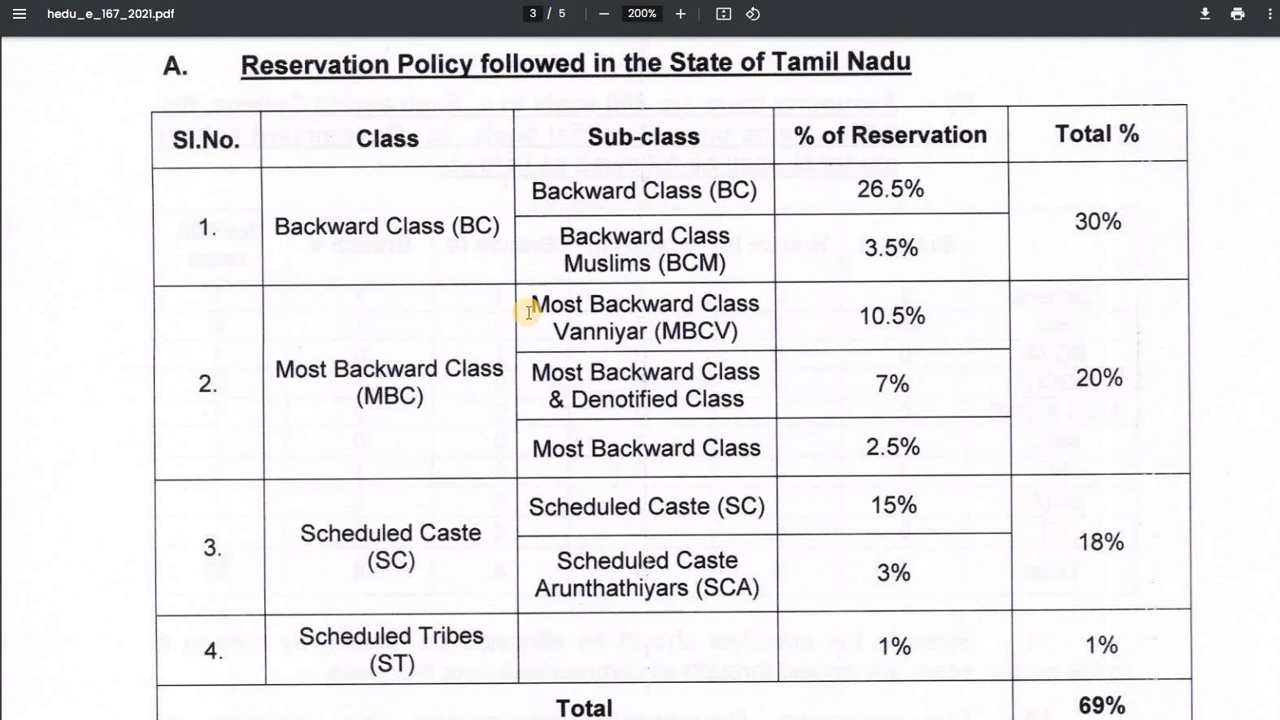 hedu_e_167_2021.pdf
3 / 5
200%
A. Reservation Policy followed in the State of Tamil Nadu
Sl.No. Class Sub-class % of Reservation Total %
1. Backward Class (BC) Backward Class (BC) 26.5% 30%
Backward Class
Muslims (BCM) 3.5%
2. Most Backward Class
(MBC) Most Backward Class
Vanniyar (MBCV) 10.5% 20%
Most Backward Class
& Denotified Class 7%
Most Backward Class 2.5%
3. Scheduled Caste
(SC) Scheduled Caste (SC) 15% 18%
Scheduled Caste
Arunthathiyars (SCA) 3%
4. Scheduled Tribes
(ST) 1% 1%
Total 69%